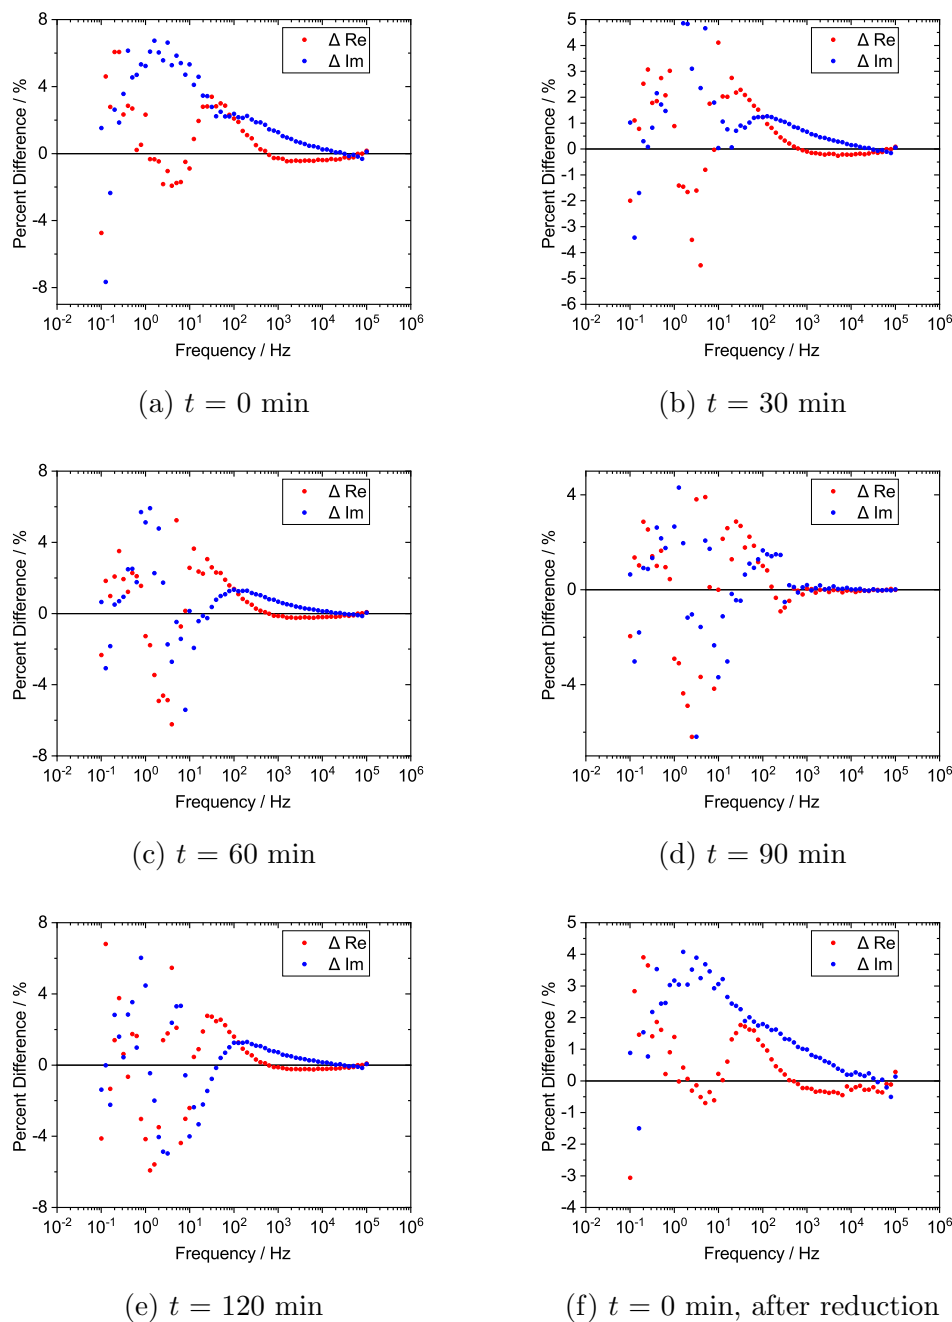 8
4
0
-4
-8
Percent Difference / %
Δ Re
Δ Im
10-2 10-1 100 101 102 103 104 105 106
Frequency / Hz
(a) t = 0 min
5
4
3
2
1
0
-1
-2
-3
-4
-5
-6
Percent Difference / %
Δ Re
Δ Im
10-2 10-1 100 101 102 103 104 105 106
Frequency / Hz
(b) t = 30 min
8
4
0
-4
-8
Percent Difference / %
Δ Re
Δ Im
10-2 10-1 100 101 102 103 104 105 106
Frequency / Hz
(c) t = 60 min
4
0
-4
Percent Difference / %
Δ Re
Δ Im
10-2 10-1 100 101 102 103 104 105 106
Frequency / Hz
(d) t = 90 min
8
4
0
-4
-8
Percent Difference / %
Δ Re
Δ Im
10-2 10-1 100 101 102 103 104 105 106
Frequency / Hz
(e) t = 120 min
5
4
3
2
1
0
-1
-2
-3
-4
Percent Difference / %
Δ Re
Δ Im
10-2 10-1 100 101 102 103 104 105 106
Frequency / Hz
(f) t = 0 min, after reduction